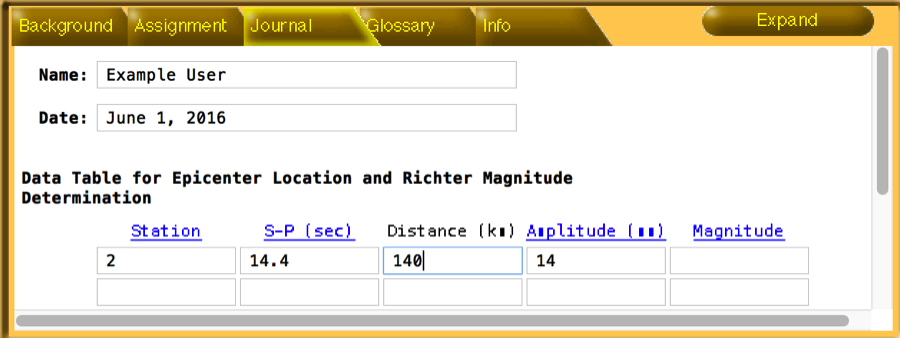 Background Assignment Journal Glossary Info Expand
Name: Example User
Date: June 1, 2016
Data Table for Epicenter Location and Richter Magnitude
Determination
Station S-P (sec) Distance (k▮) A▮plitude (▮▮) Magnitude
2 14.4 140 14